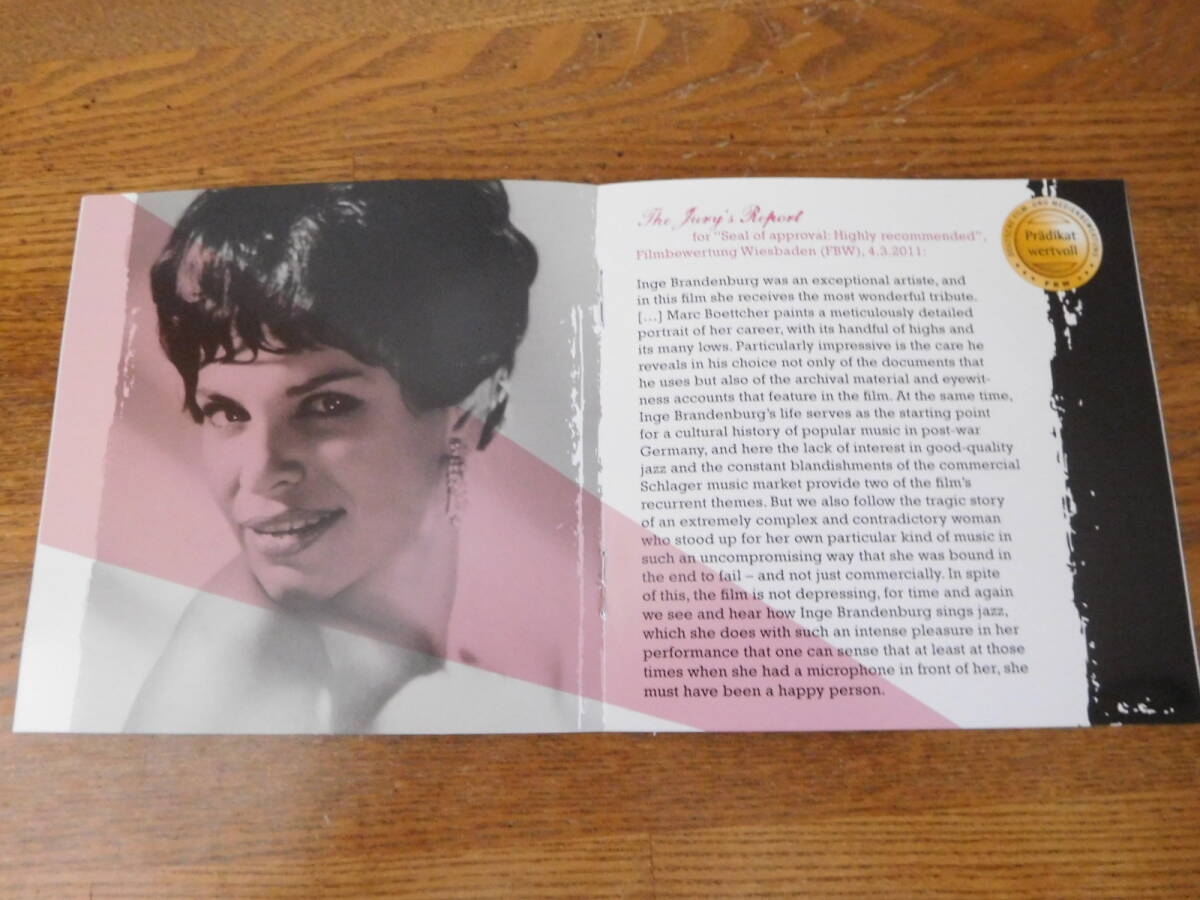 The Jury's Report
for "Seal of approval: Highly recommended",
Filmbewertung Wiesbaden (FBW), 4.3.2011:
Inge Brandenburg was an exceptional artiste, and
in this film she receives the most wonderful tribute.
[...] Marc Boettcher paints a meticulously detailed
portrait of her career, with its handful of highs and
its many lows. Particularly impressive is the care he
reveals in his choice not only of the documents that
he uses but also of the archival material and eyewit-
ness accounts that feature in the film. At the same time,
Inge Brandenburg's life serves as the starting point
for a cultural history of popular music in post-war
Germany, and here the lack of interest in good-quality
jazz and the constant blandishments of the commercial
Schlager music market provide two of the film's
recurrent themes. But we also follow the tragic story
of an extremely complex and contradictory woman
who stood up for her own particular kind of music in
such an uncompromising way that she was bound in
the end to fail – and not just commercially. In spite
of this, the film is not depressing, for time and again
we see and hear how Inge Brandenburg sings jazz,
which she does with such an intense pleasure in her
performance that one can sense that at least at those
times when she had a microphone in front of her, she
must have been a happy person.
DEUTSCHE FILM- UND MEDIENBEWERTUNG
Prädikat
wertvoll
FBW